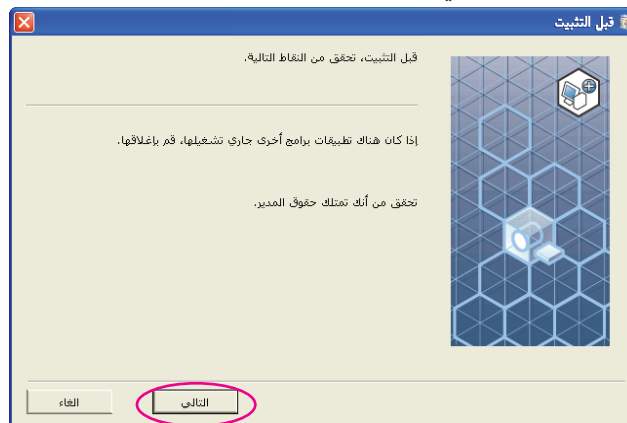 قبل التثبيت
قبل التثبيت، تحقق من النقاط التالية.
إذا كان هناك تطبيقات برامج أخرى جاري تشغيلها، قم بإغلاقها.
تحقق من أنك تمتلك حقوق المدير.
التالى
الغاء